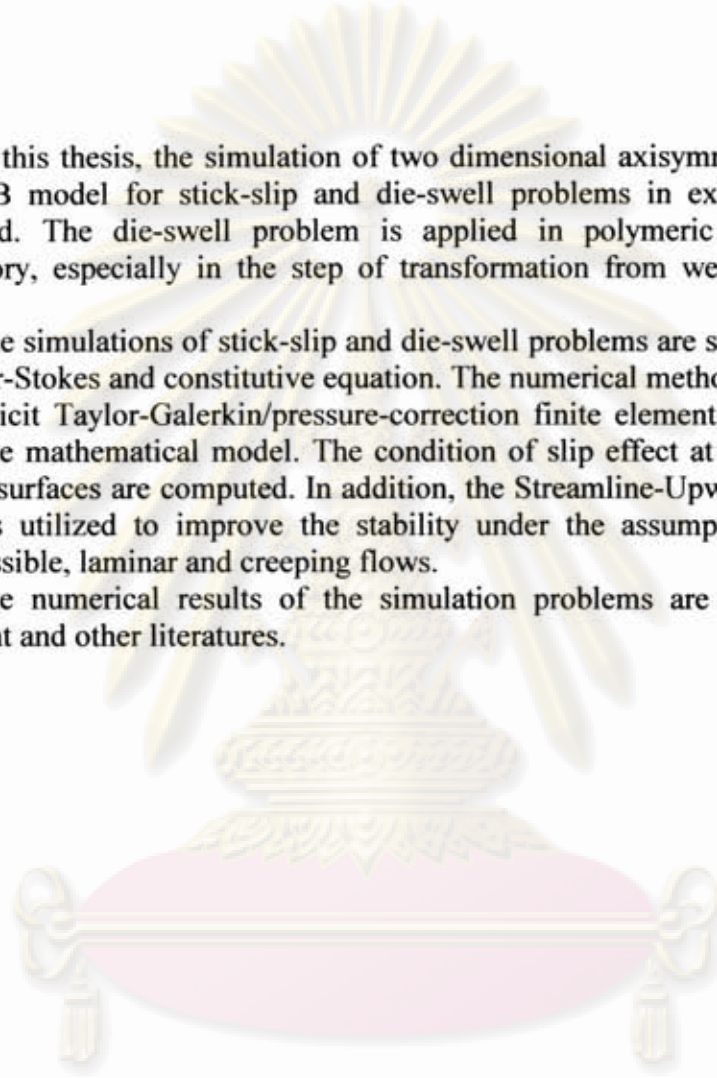 this thesis, the simulation of two dimensional axisymm
B model for stick-slip and die-swell problems in ex
d. The die-swell problem is applied in polymeric
ory, especially in the step of transformation from we
e simulations of stick-slip and die-swell problems are s
r-Stokes and constitutive equation. The numerical metho
icit Taylor-Galerkin/pressure-correction finite element
e mathematical model. The condition of slip effect at
surfaces are computed. In addition, the Streamline-Upw
s utilized to improve the stability under the assump
ssible, laminar and creeping flows.
e numerical results of the simulation problems are
nt and other literatures.